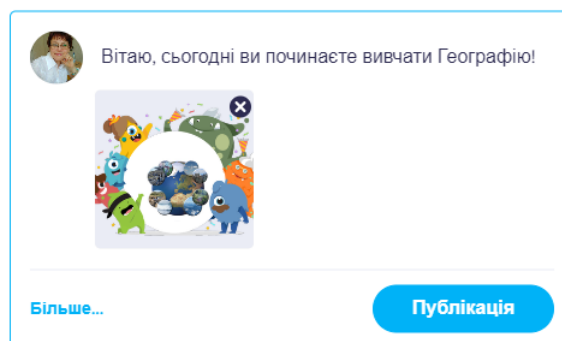 Вітаю, сьогодні ви починаєте вивчати Географію!
Більше...
Публікація